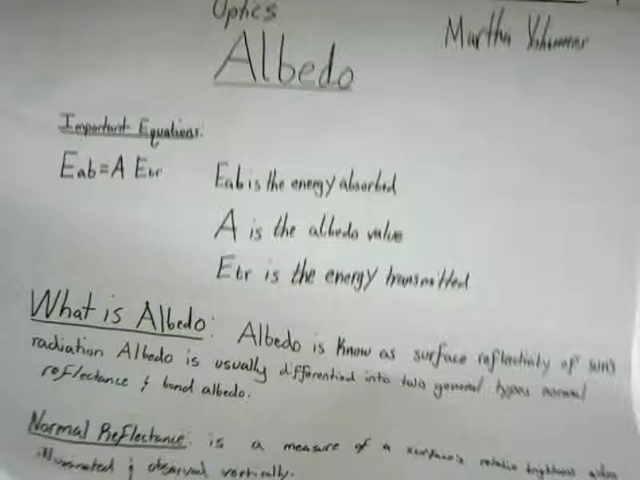 Optics
Martha
Albedo
Important Equations:
Eab=A Etr
Eab is the energy absorbed
A is the albedo value
Etr is the energy transmitted
What is Albedo: Albedo is know as surface reflectivity of sun's
radiation Albedo is usually differentiad into two general types normal
reflectance & bond albedo.
Normal Reflectance: is a measure of a surface's relative brightness when
illuminated & observed vertically.